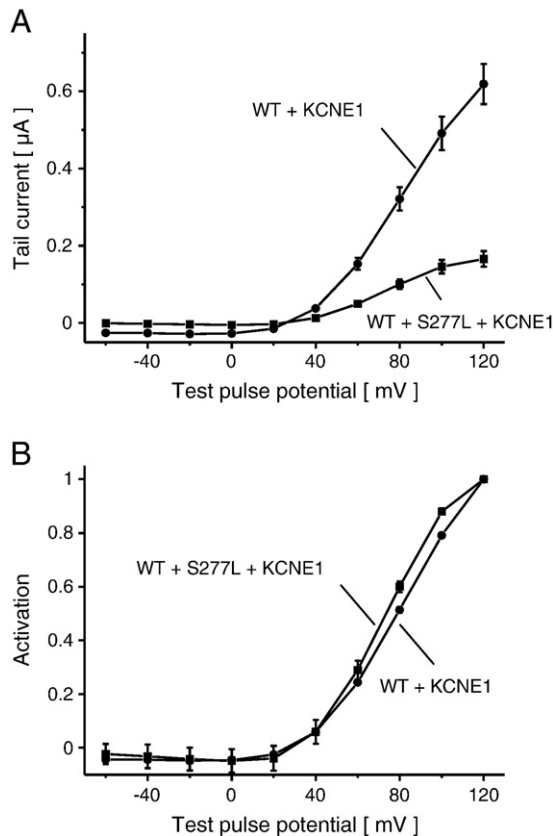 A
0.6
WT + KCNE1
0.4
Tail current [ µA ]
0.2
WT + S277L + KCNE1
0
-40 0 40 80 120
Test pulse potential [ mV ]
B
1
0.8
WT + S277L + KCNE1
0.6
Activation
0.4
WT + KCNE1
0.2
0
-40 0 40 80 120
Test pulse potential [ mV ]